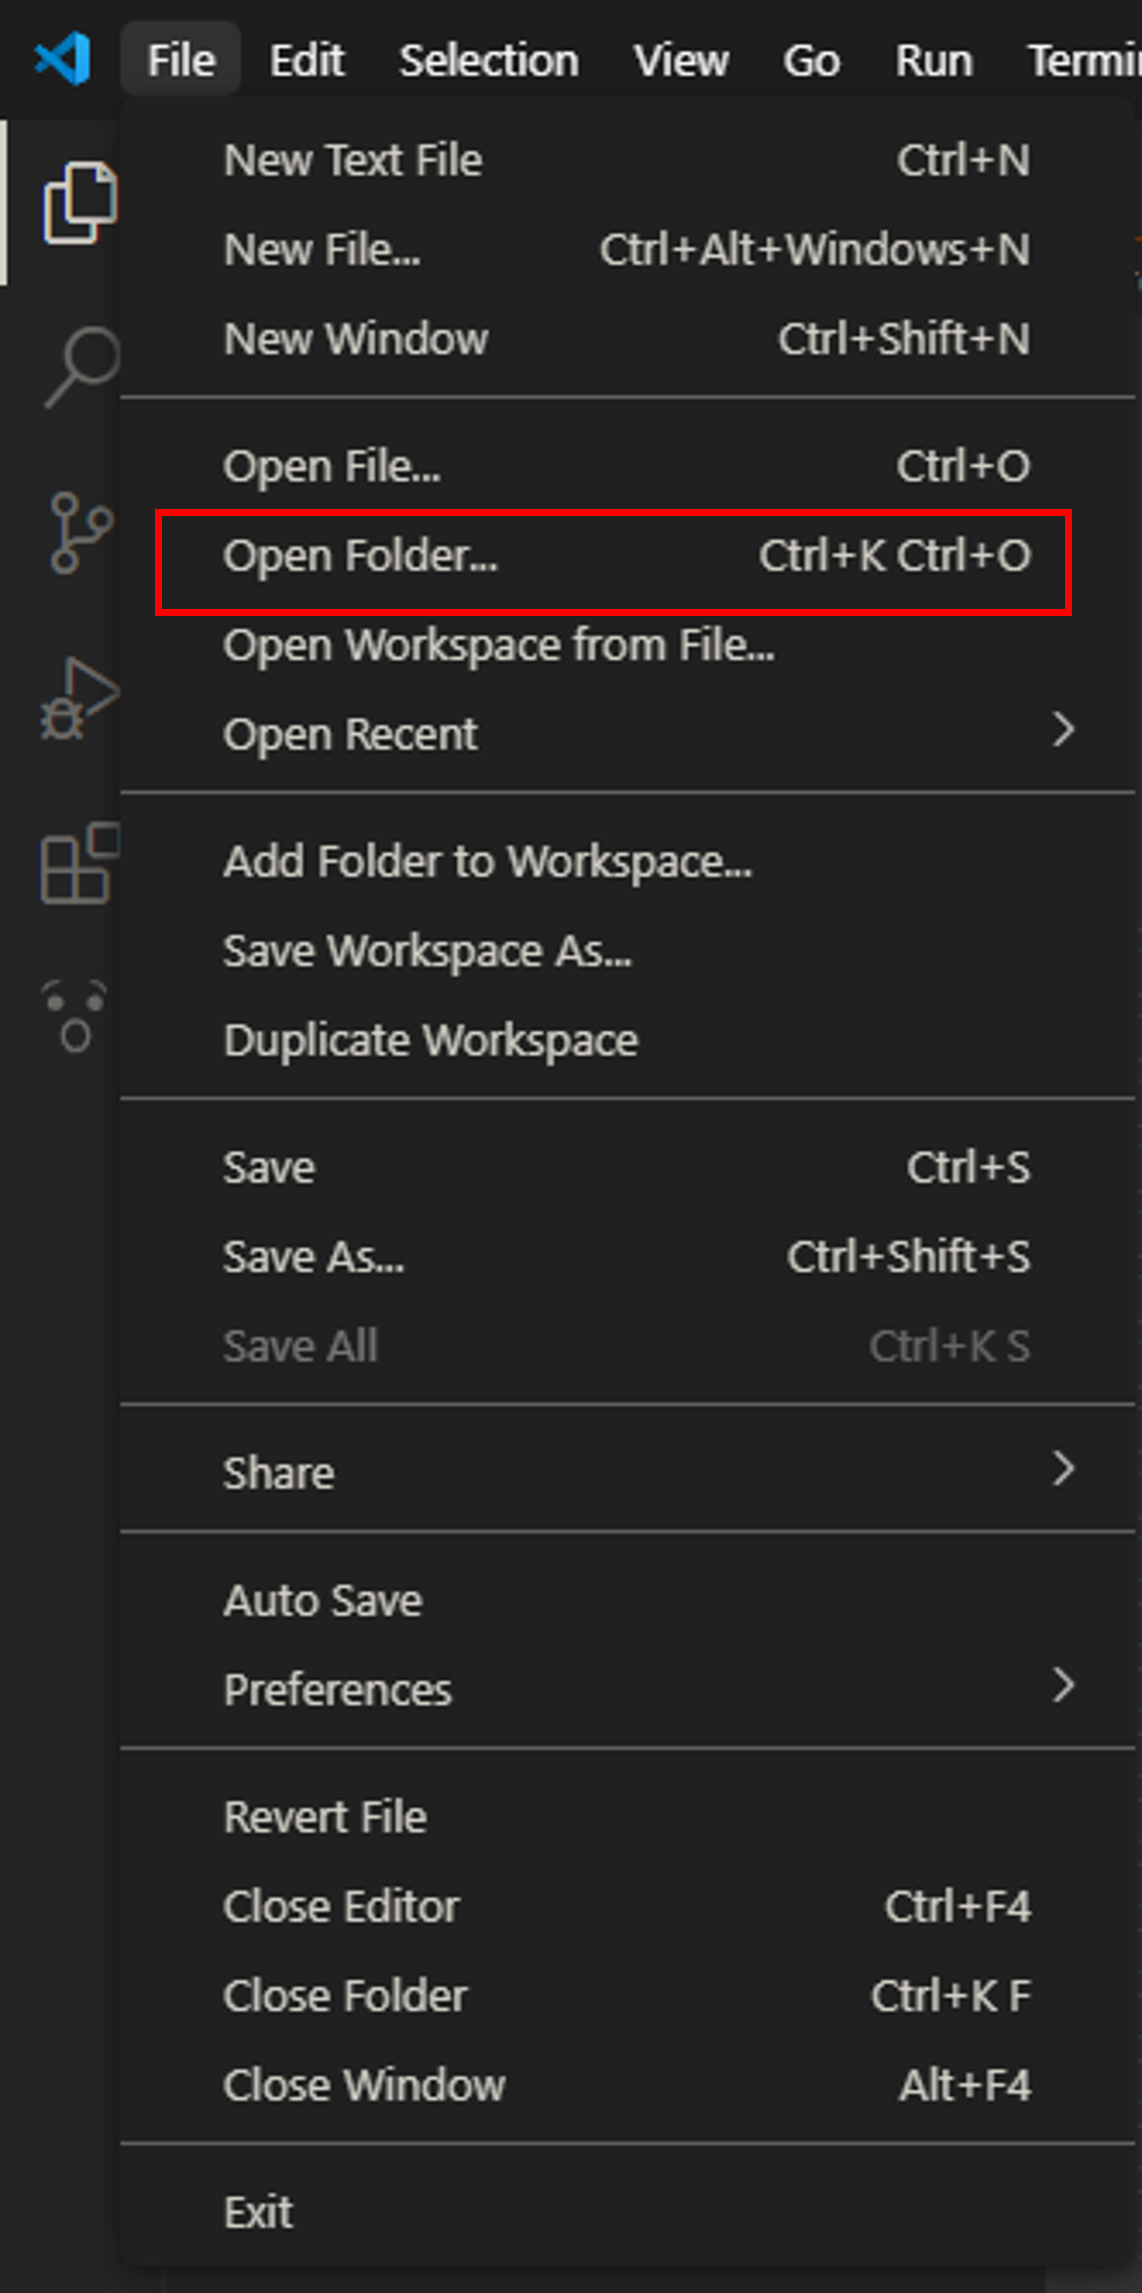 File Edit Selection View Go Run Termi
New Text File Ctrl+N
New File... Ctrl+Alt+Windows+N
New Window Ctrl+Shift+N
Open File... Ctrl+O
Open Folder... Ctrl+K Ctrl+O
Open Workspace from File...
Open Recent
Add Folder to Workspace...
Save Workspace As...
Duplicate Workspace
Save Ctrl+S
Save As... Ctrl+Shift+S
Save All Ctrl+K S
Share
Auto Save
Preferences
Revert File
Close Editor Ctrl+F4
Close Folder Ctrl+K F
Close Window Alt+F4
Exit